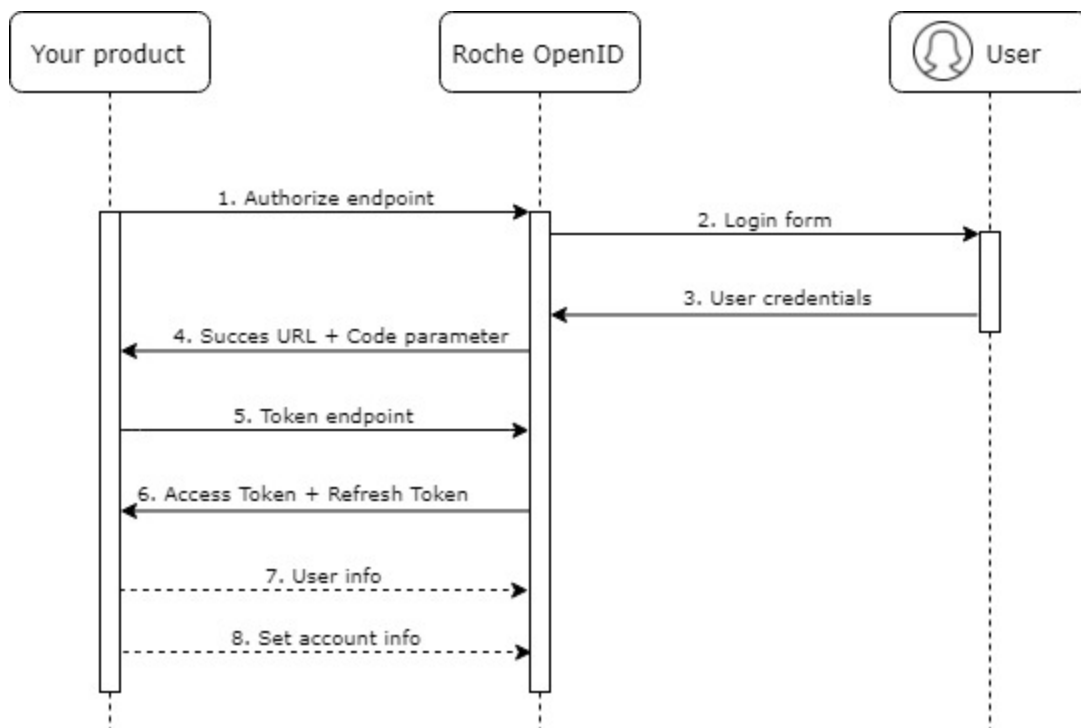 Your product
Roche OpenID
User
1. Authorize endpoint
2. Login form
3. User credentials
4. Succes URL + Code parameter
5. Token endpoint
6. Access Token + Refresh Token
7. User info
8. Set account info